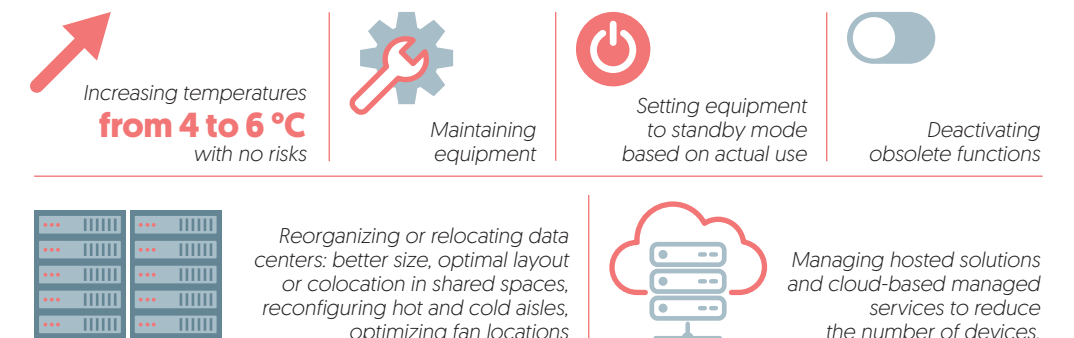 Increasing temperatures
from 4 to 6 °C
with no risks
Maintaining
equipment
Setting equipment
to standby mode
based on actual use
Deactivating
obsolete functions
Reorganizing or relocating data
centers: better size, optimal layout
or colocation in shared spaces,
reconfiguring hot and cold aisles,
optimizing fan locations
Managing hosted solutions
and cloud-based managed
services to reduce
the number of devices.